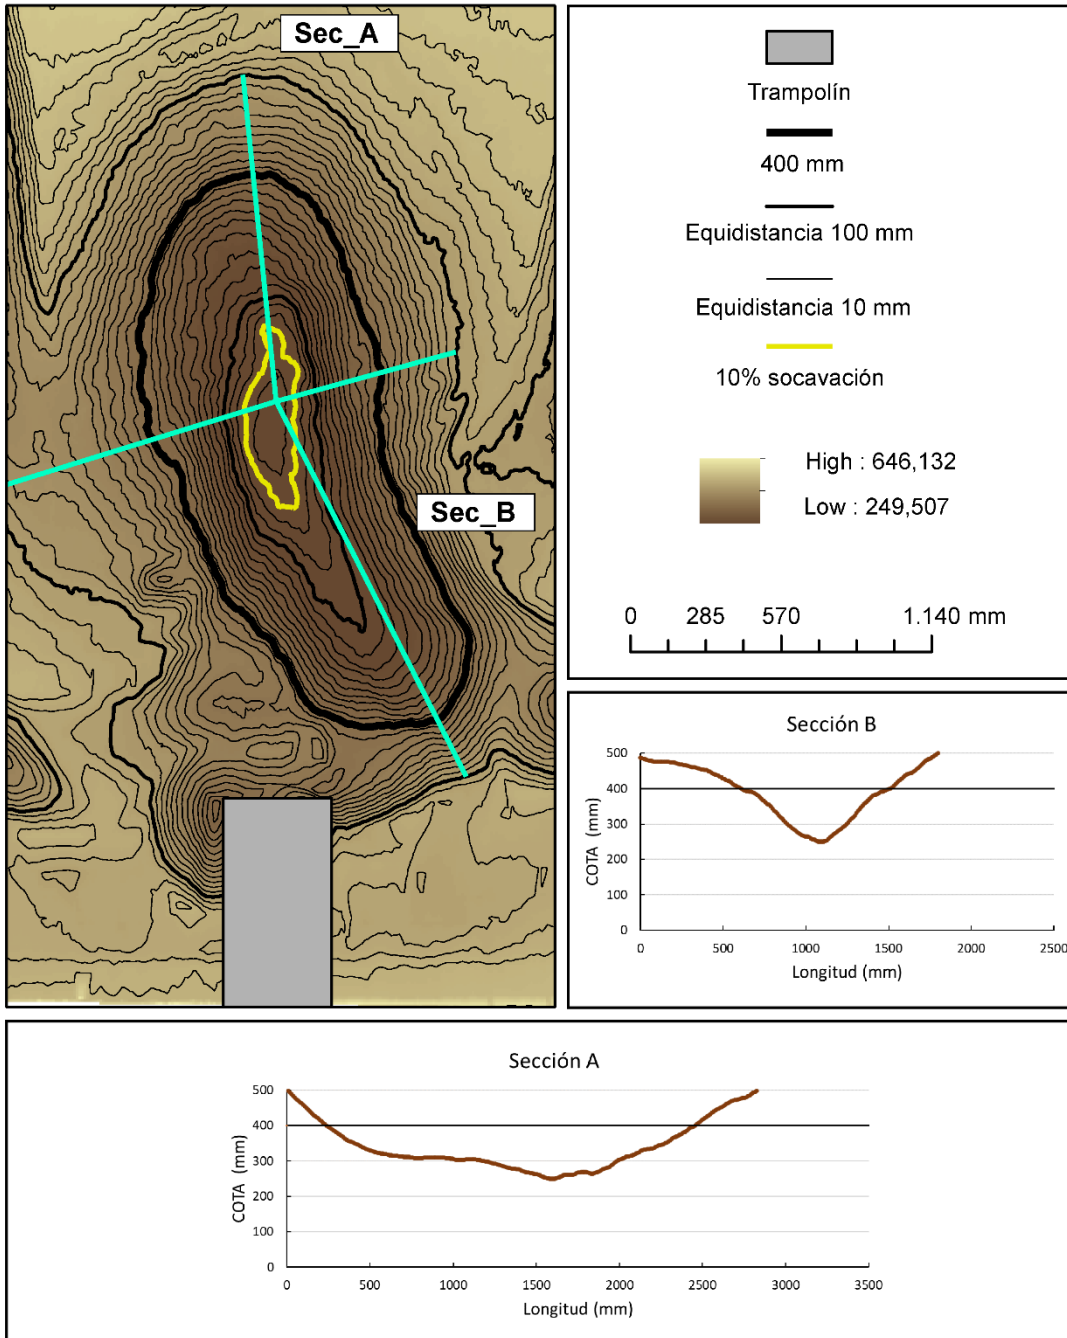 Sec_A
Sec_B
Trampolín
400 mm
Equidistancia 100 mm
Equidistancia 10 mm
10% socavación
High : 646,132
Low : 249,507
0 285 570 1.140 mm
Sección B
500
400
300
200
100
0
COTA (mm)
0 500 1000 1500 2000 2500
Longitud (mm)
Sección A
500
400
300
200
100
0
COTA (mm)
0 500 1000 1500 2000 2500 3000 3500
Longitud (mm)